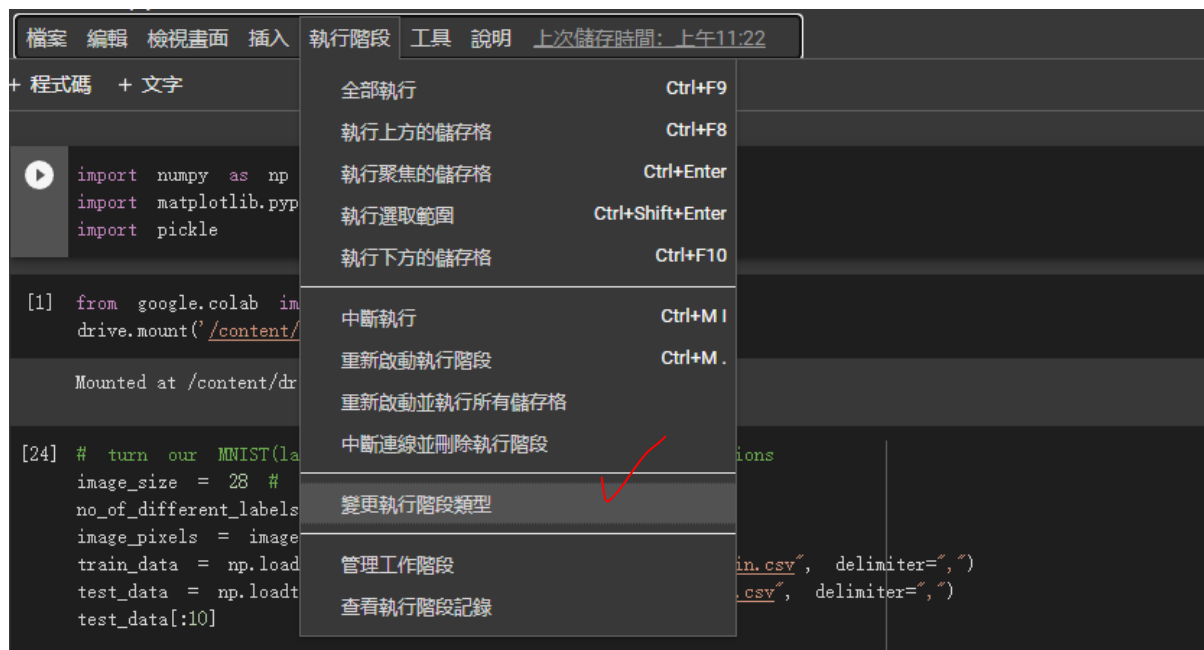 檔案 編輯 檢視畫面 插入 執行階段 工具 說明 上次儲存時間：上午11:22
+ 程式碼 + 文字
全部執行 Ctrl+F9
執行上方的儲存格 Ctrl+F8
執行聚焦的儲存格 Ctrl+Enter
執行選取範圍 Ctrl+Shift+Enter
執行下方的儲存格 Ctrl+F10
中斷執行 Ctrl+M I
重新啟動執行階段 Ctrl+M .
重新啟動並執行所有儲存格
中斷連線並刪除執行階段
變更執行階段類型
管理工作階段
查看執行階段記錄
import numpy as np
import matplotlib.pyp
import pickle
[1] from google.colab im
drive.mount('/content/
Mounted at /content/dr
[24] # turn our MNIST(la ions
image_size = 28 #
no_of_different_labels
image_pixels = image
train_data = np.load in.csv", delimiter=",")
test_data = np.loadt .csv", delimiter=",")
test_data[:10]